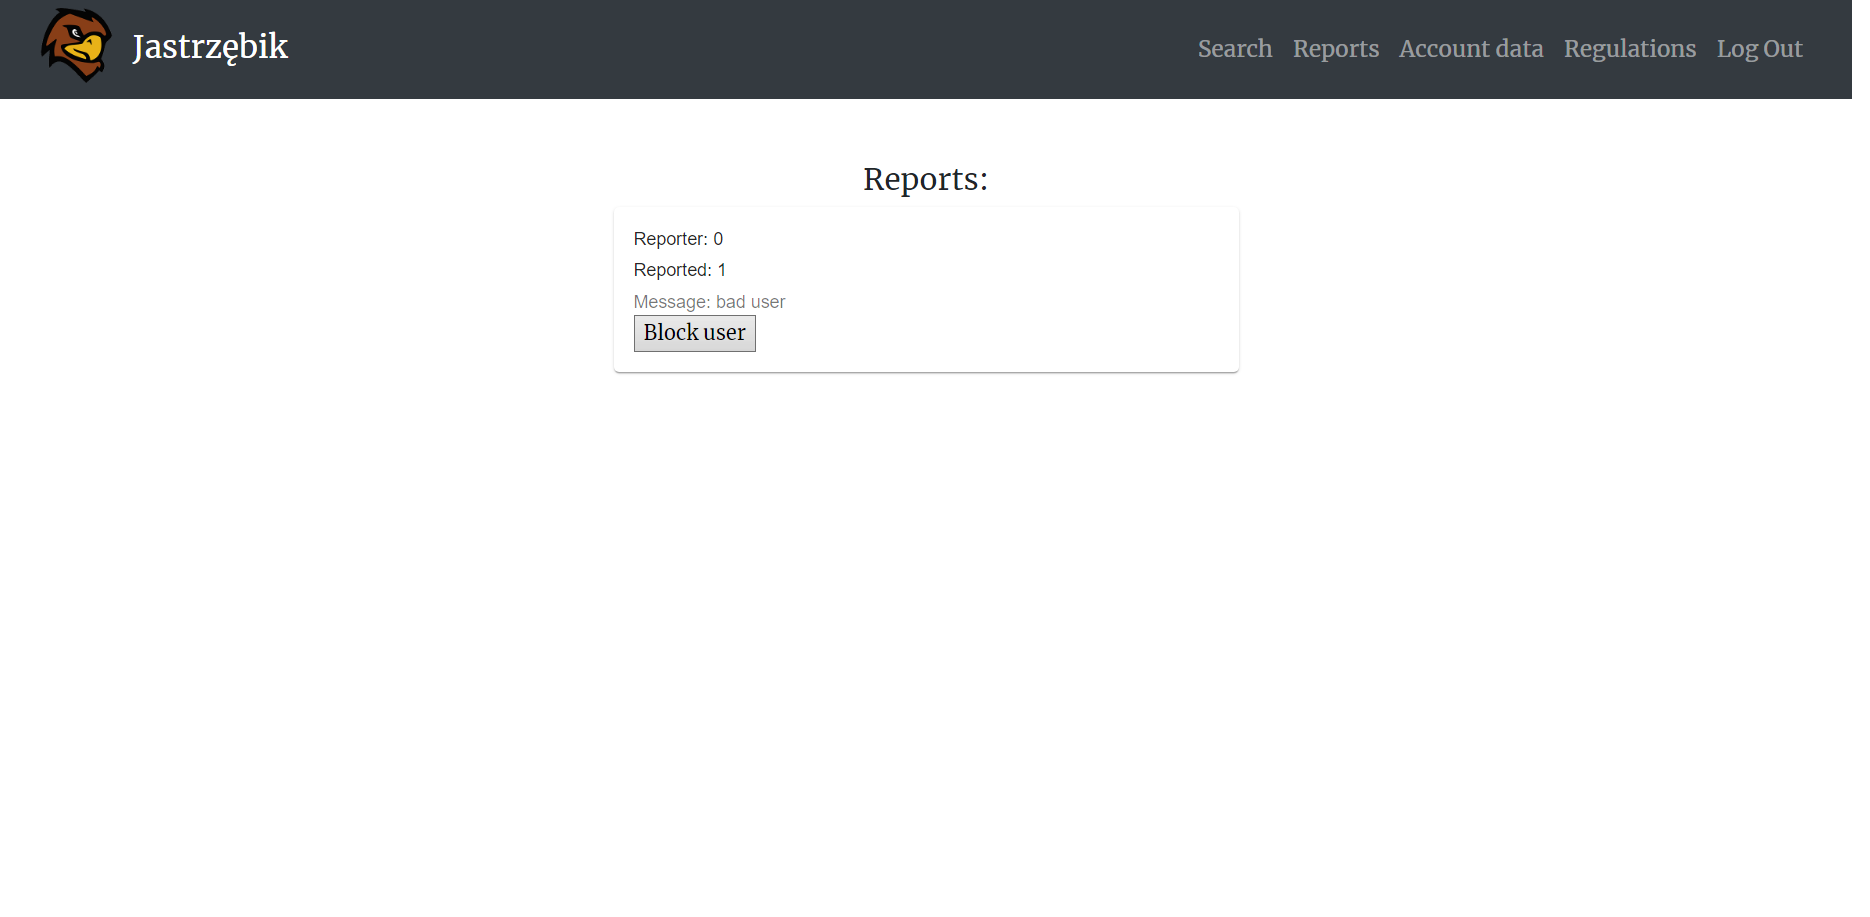 Jastrzębik
Search Reports Account data Regulations Log Out
Reports:
Reporter: 0
Reported: 1
Message: bad user
Block user